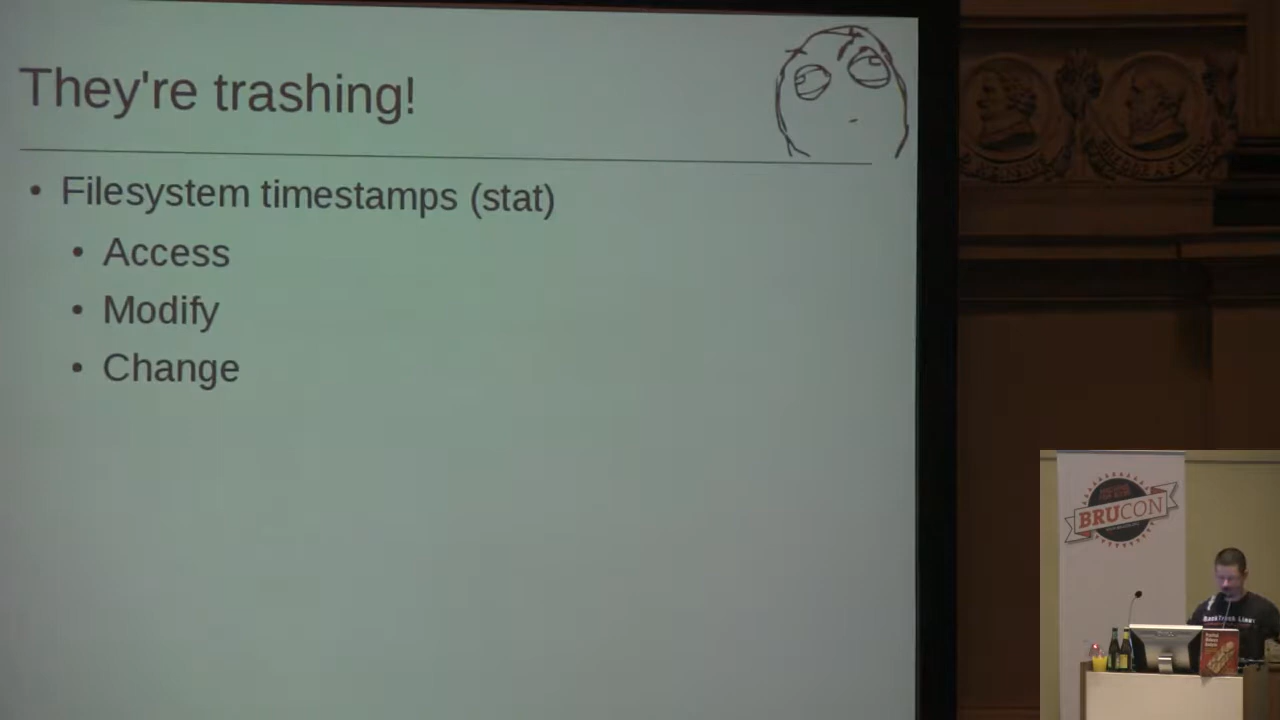 They're trashing!
• Filesystem timestamps (stat)
• Access
• Modify
• Change
BRUCON